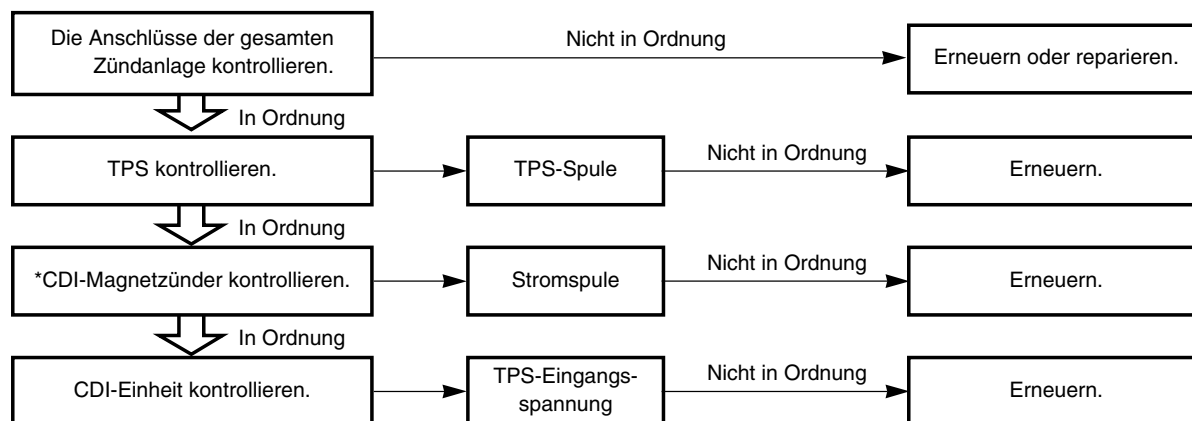 Die Anschlüsse der gesamten
Zündanlage kontrollieren.
Nicht in Ordnung
Erneuern oder reparieren.
In Ordnung
TPS kontrollieren.
TPS-Spule
Nicht in Ordnung
Erneuern.
In Ordnung
*CDI-Magnetzünder kontrollieren.
Stromspule
Nicht in Ordnung
Erneuern.
In Ordnung
CDI-Einheit kontrollieren.
TPS-Eingangs-
spannung
Nicht in Ordnung
Erneuern.